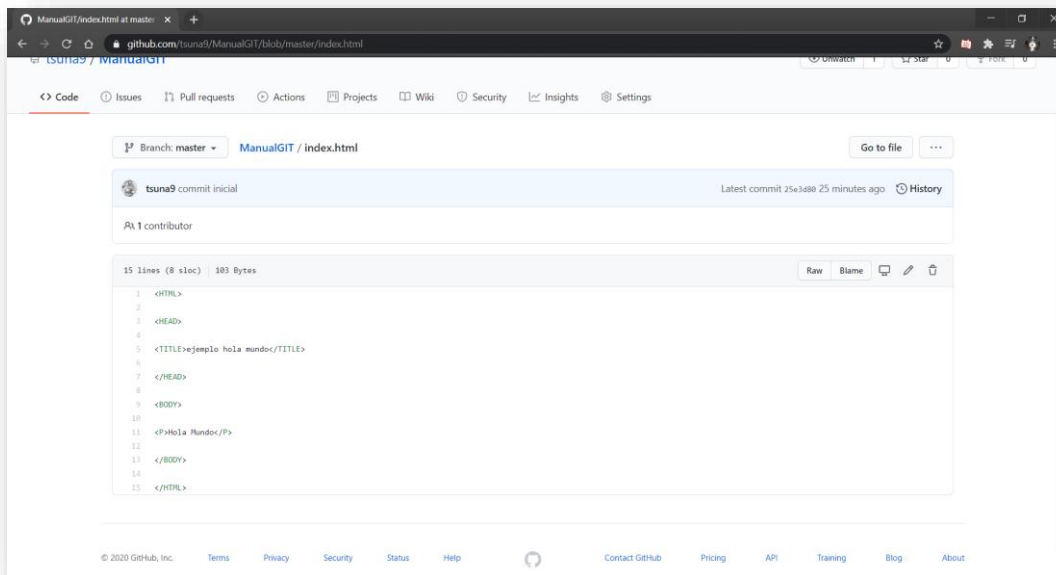 ManualGIT/index.html at master
github.com/tsuna9/ManualGIT/blob/master/index.html
tsuna9 / ManualGIT
Unwatch 1 Star 0 Fork 0
<> Code Issues Pull requests Actions Projects Wiki Security Insights Settings
Branch: master ManualGIT / index.html Go to file ...
tsuna9 commit inicial Latest commit 25e3d80 25 minutes ago History
1 contributor
15 lines (8 sloc) 103 Bytes Raw Blame
1 <HTML>
2
3 <HEAD>
4
5 <TITLE>ejemplo hola mundo</TITLE>
6
7 </HEAD>
8
9 <BODY>
10
11 <P>Hola Mundo</P>
12
13 </BODY>
14
15 </HTML>
© 2020 GitHub, Inc. Terms Privacy Security Status Help Contact GitHub Pricing API Training Blog About